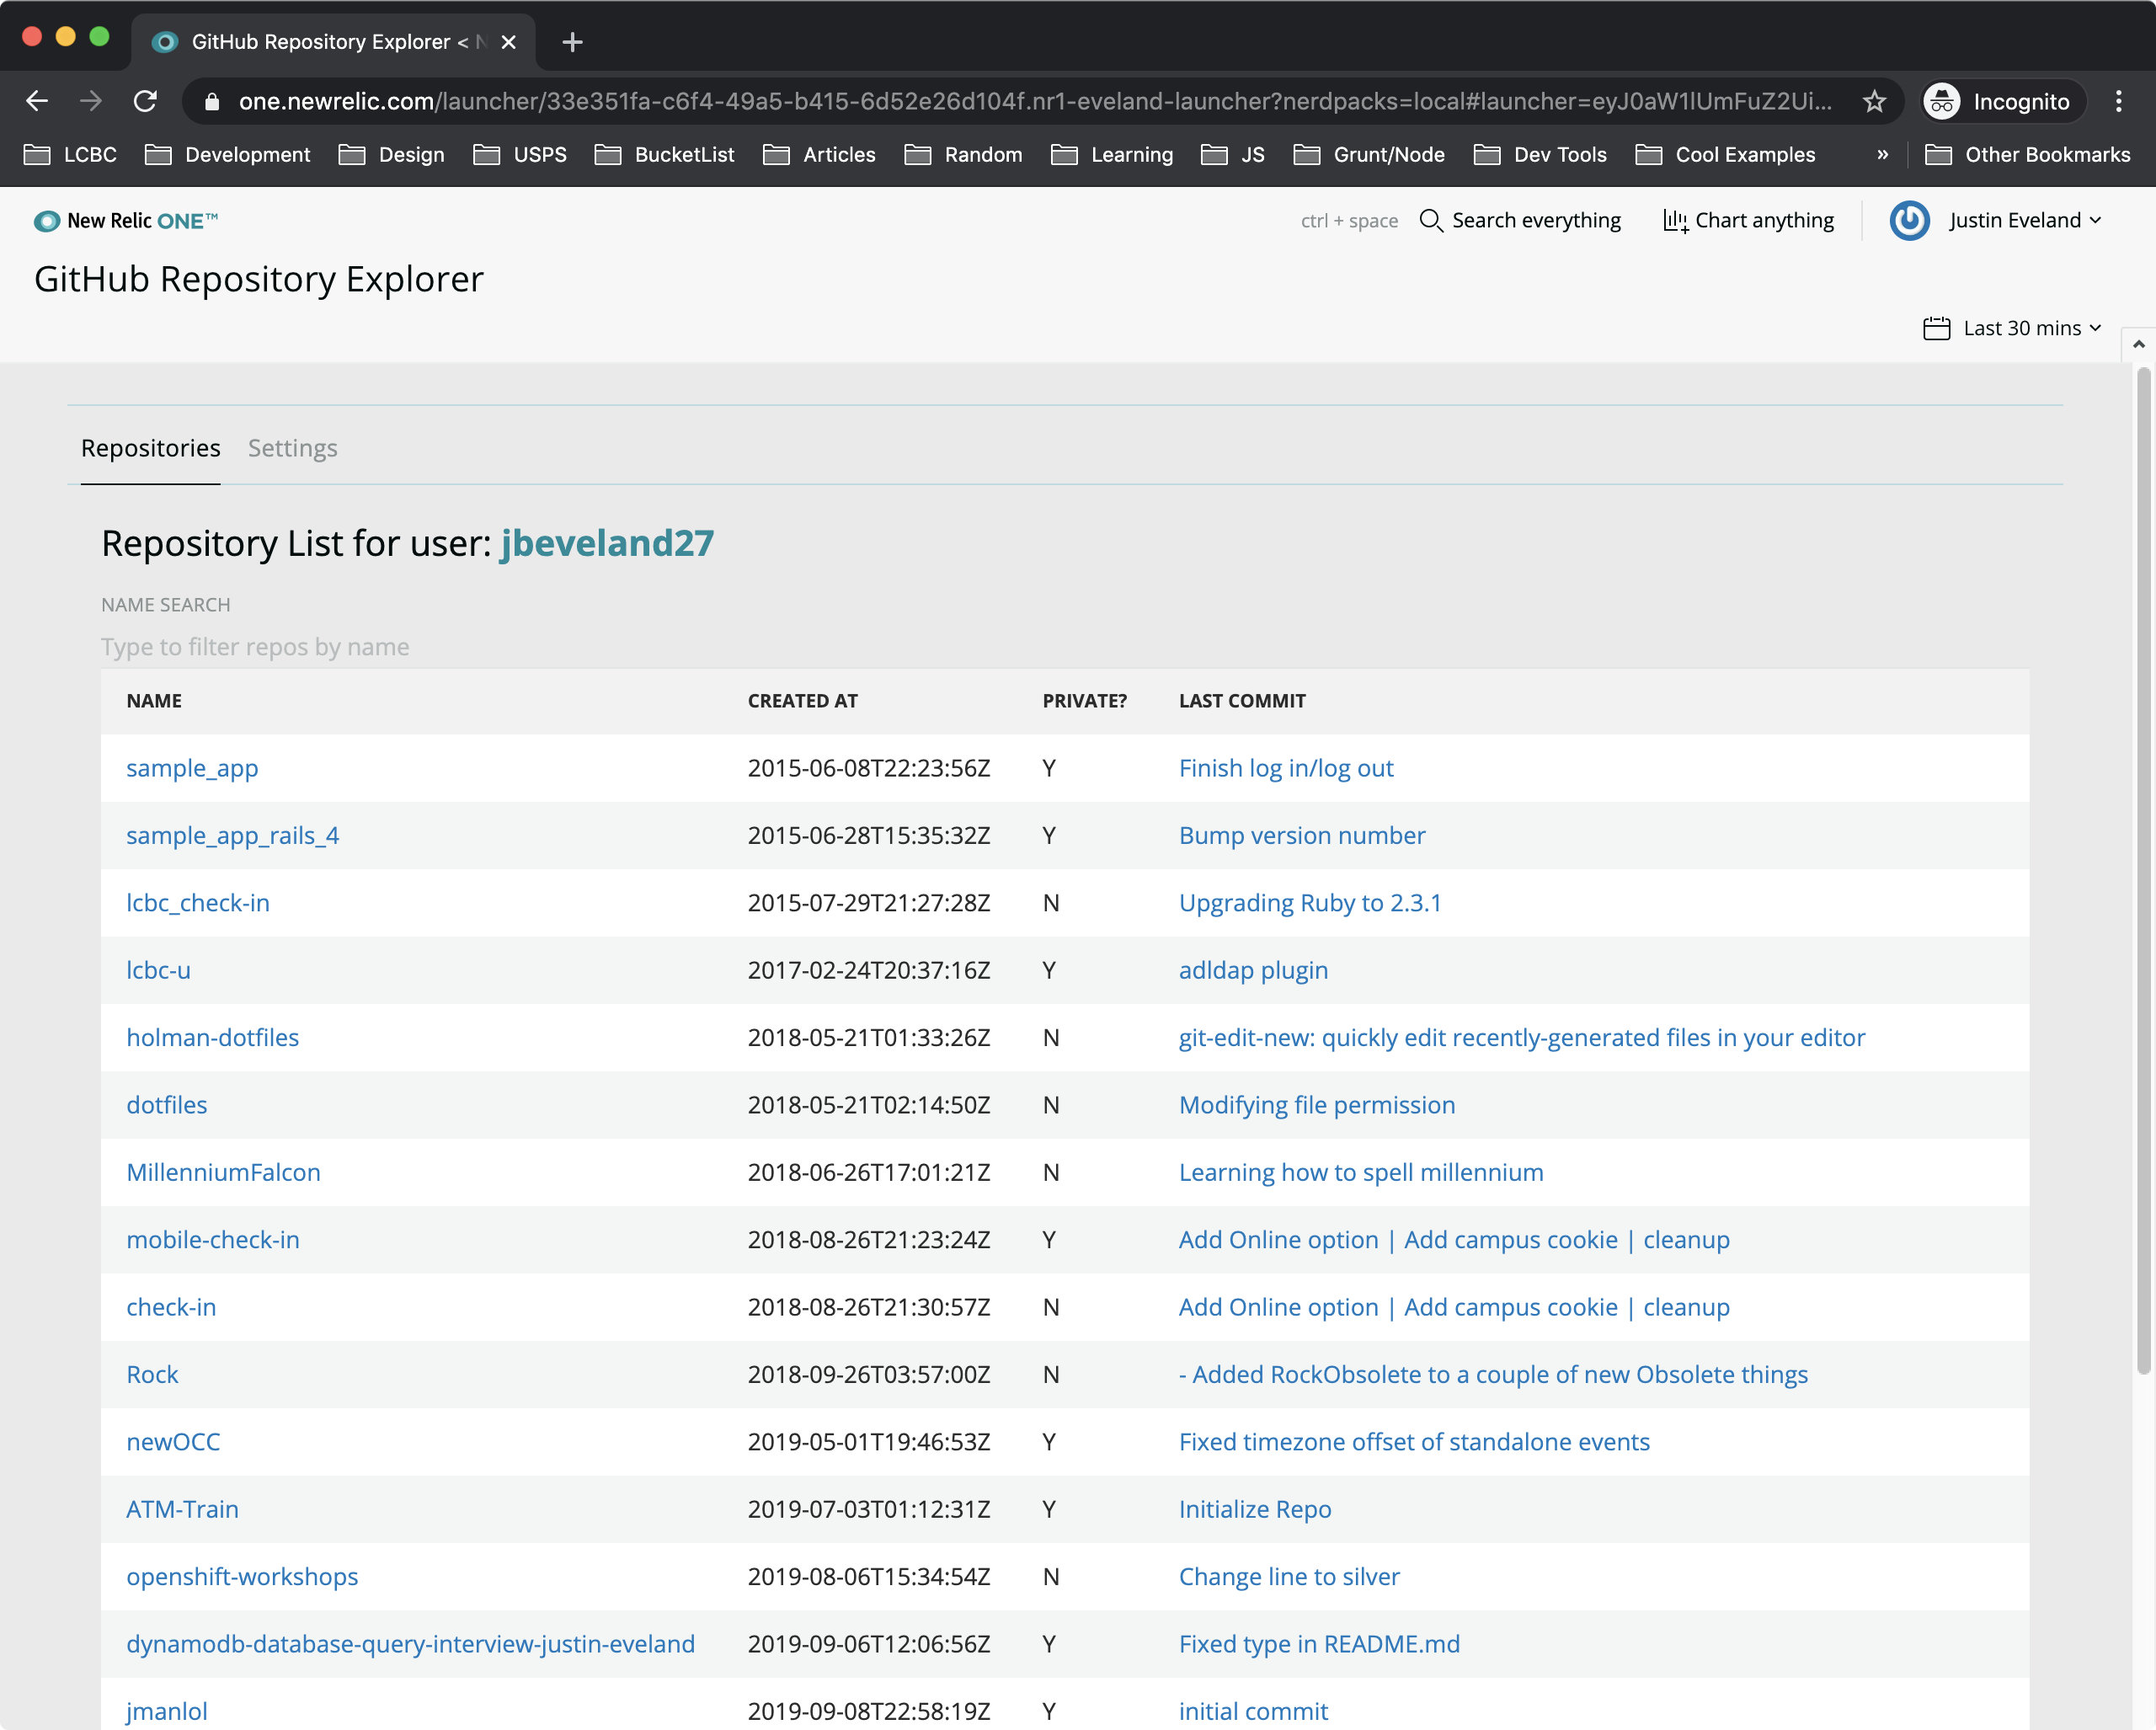 GitHub Repository Explorer <
one.newrelic.com/launcher/33e351fa-c6f4-49a5-b415-6d52e26d104f.nr1-eveland-launcher?nerdpacks=local#launcher=eyJ0aW1lUmFuZ2Ui... Incognito
LCBC Development Design USPS BucketList Articles Random Learning JS Grunt/Node Dev Tools Cool Examples » Other Bookmarks
New Relic ONE™ ctrl + space Search everything Chart anything Justin Eveland
GitHub Repository Explorer
Last 30 mins
Repositories Settings
Repository List for user: jbeveland27
NAME SEARCH
Type to filter repos by name
NAME CREATED AT PRIVATE? LAST COMMIT
sample_app 2015-06-08T22:23:56Z Y Finish log in/log out
sample_app_rails_4 2015-06-28T15:35:32Z Y Bump version number
lcbc_check-in 2015-07-29T21:27:28Z N Upgrading Ruby to 2.3.1
lcbc-u 2017-02-24T20:37:16Z Y adldap plugin
holman-dotfiles 2018-05-21T01:33:26Z N git-edit-new: quickly edit recently-generated files in your editor
dotfiles 2018-05-21T02:14:50Z N Modifying file permission
MillenniumFalcon 2018-06-26T17:01:21Z N Learning how to spell millennium
mobile-check-in 2018-08-26T21:23:24Z Y Add Online option | Add campus cookie | cleanup
check-in 2018-08-26T21:30:57Z N Add Online option | Add campus cookie | cleanup
Rock 2018-09-26T03:57:00Z N - Added RockObsolete to a couple of new Obsolete things
newOCC 2019-05-01T19:46:53Z Y Fixed timezone offset of standalone events
ATM-Train 2019-07-03T01:12:31Z Y Initialize Repo
openshift-workshops 2019-08-06T15:34:54Z N Change line to silver
dynamodb-database-query-interview-justin-eveland 2019-09-06T12:06:56Z Y Fixed type in README.md
jmanlol 2019-09-08T22:58:19Z Y initial commit